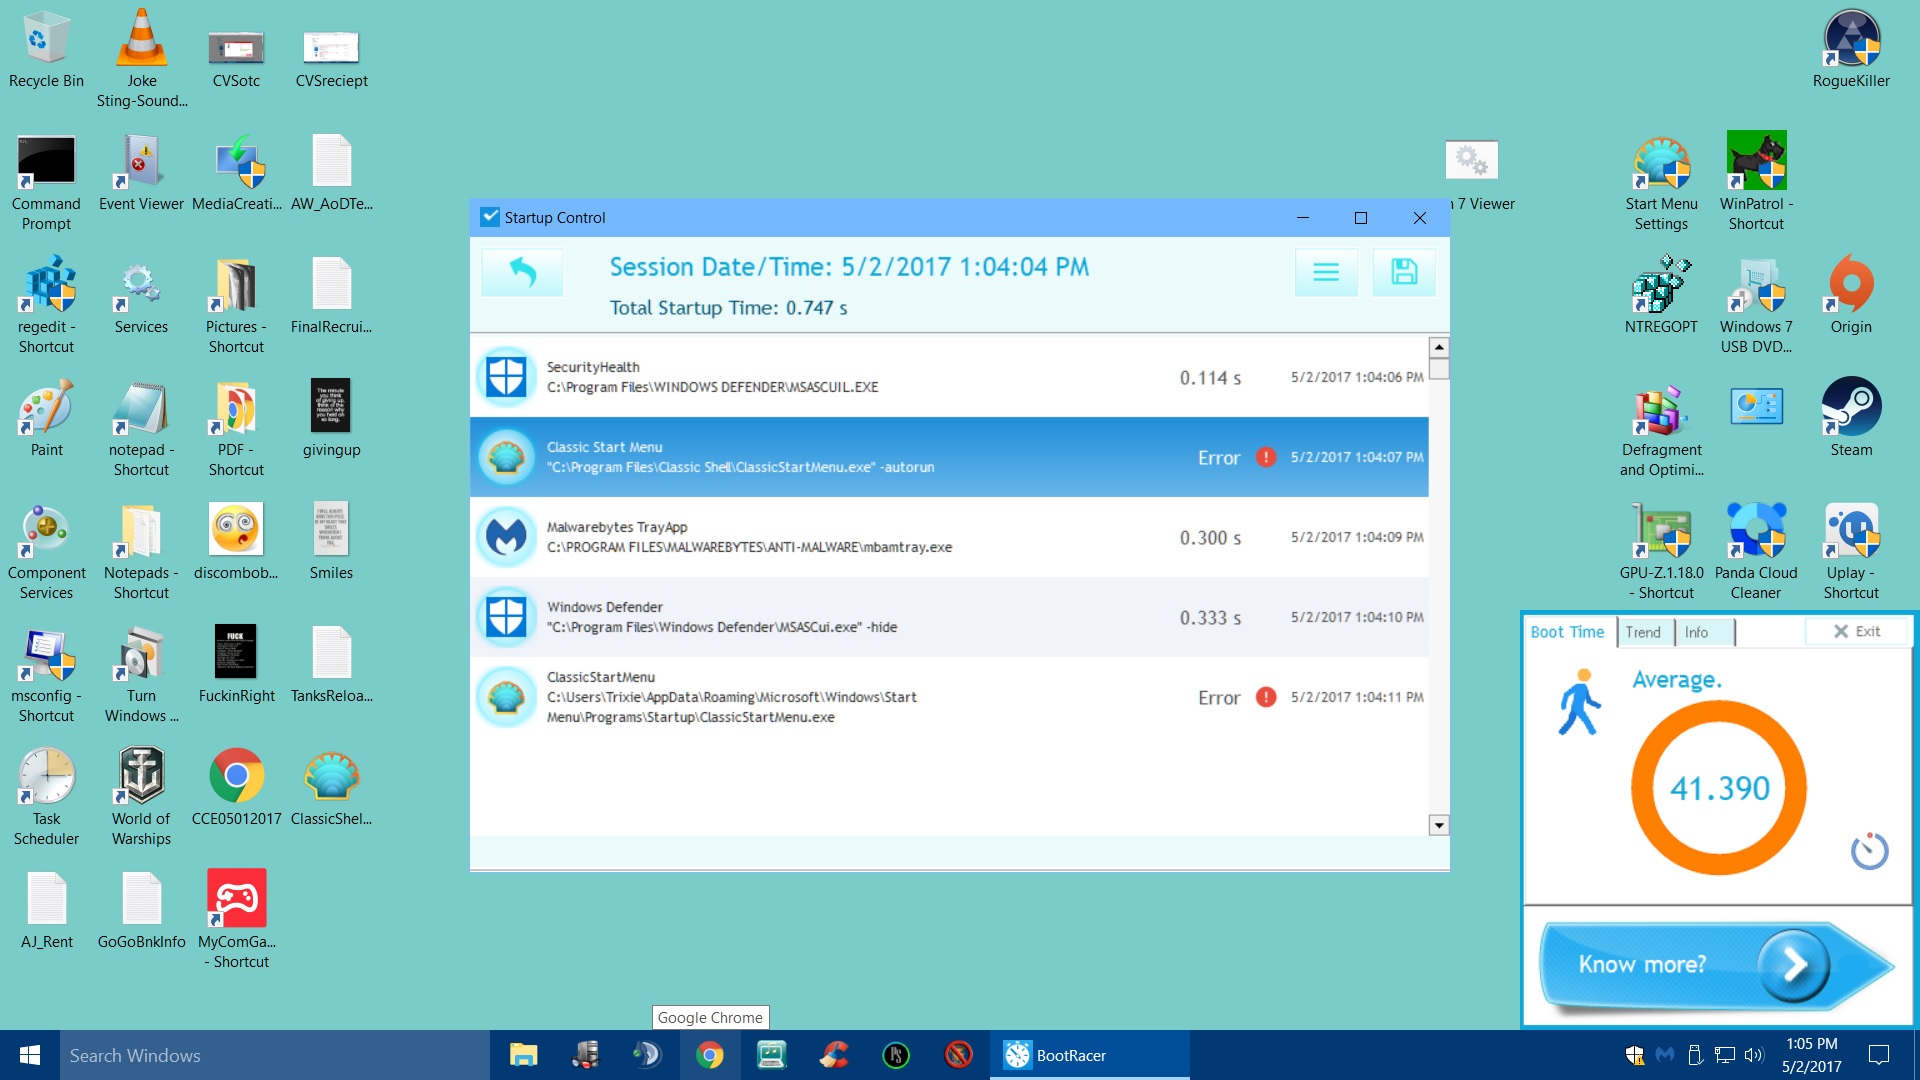 Recycle Bin
Joke
Sting-Sound...
CVSotc
CVSreciept
RogueKiller
Command
Prompt
Event Viewer
MediaCreati...
AW_AoDTe...
7 Viewer
Start Menu
Settings
WinPatrol -
Shortcut
Startup Control
Session Date/Time: 5/2/2017 1:04:04 PM
Total Startup Time: 0.747 s
SecurityHealth
C:\Program Files\WINDOWS DEFENDER\MSASCUIL.EXE
0.114 s
5/2/2017 1:04:06 PM
Classic Start Menu
"C:\Program Files\Classic Shell\ClassicStartMenu.exe" -autorun
Error
5/2/2017 1:04:07 PM
Malwarebytes TrayApp
C:\PROGRAM FILES\MALWAREBYTES\ANTI-MALWARE\mbamtray.exe
0.300 s
5/2/2017 1:04:09 PM
Windows Defender
"C:\Program Files\Windows Defender\MSASCui.exe" -hide
0.333 s
5/2/2017 1:04:10 PM
ClassicStartMenu
C:\Users\Trixie\AppData\Roaming\Microsoft\Windows\Start
Menu\Programs\Startup\ClassicStartMenu.exe
Error
5/2/2017 1:04:11 PM
regedit -
Shortcut
Services
Pictures -
Shortcut
FinalRecrui...
NTREGOPT
Windows 7
USB DVD...
Origin
Paint
notepad -
Shortcut
PDF -
Shortcut
givingup
Defragment
and Optimi...
Steam
Component
Services
Notepads -
Shortcut
discombob...
Smiles
GPU-Z.1.18.0
- Shortcut
Panda Cloud
Cleaner
Uplay -
Shortcut
msconfig -
Shortcut
Turn
Windows ...
FUCK
FuckinRight
TanksReloa...
Boot Time
Trend
Info
Exit
Average.
41.390
Know more?
Task
Scheduler
World of
Warships
CCE05012017
ClassicShel...
AJ_Rent
GoGoBnkInfo
MyComGa...
- Shortcut
Google Chrome
Search Windows
BootRacer
1:05 PM
5/2/2017